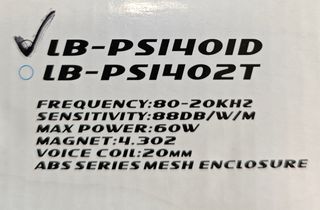 LB-PS1401D
LB-PS1402T
FREQUENCY:80-20KHZ
SENSITIVITY:88DB/W/M
MAX POWER:60W
MAGNET:4.302
VOICE COIL:20MM
ABS SERIES MESH ENCLOSURE